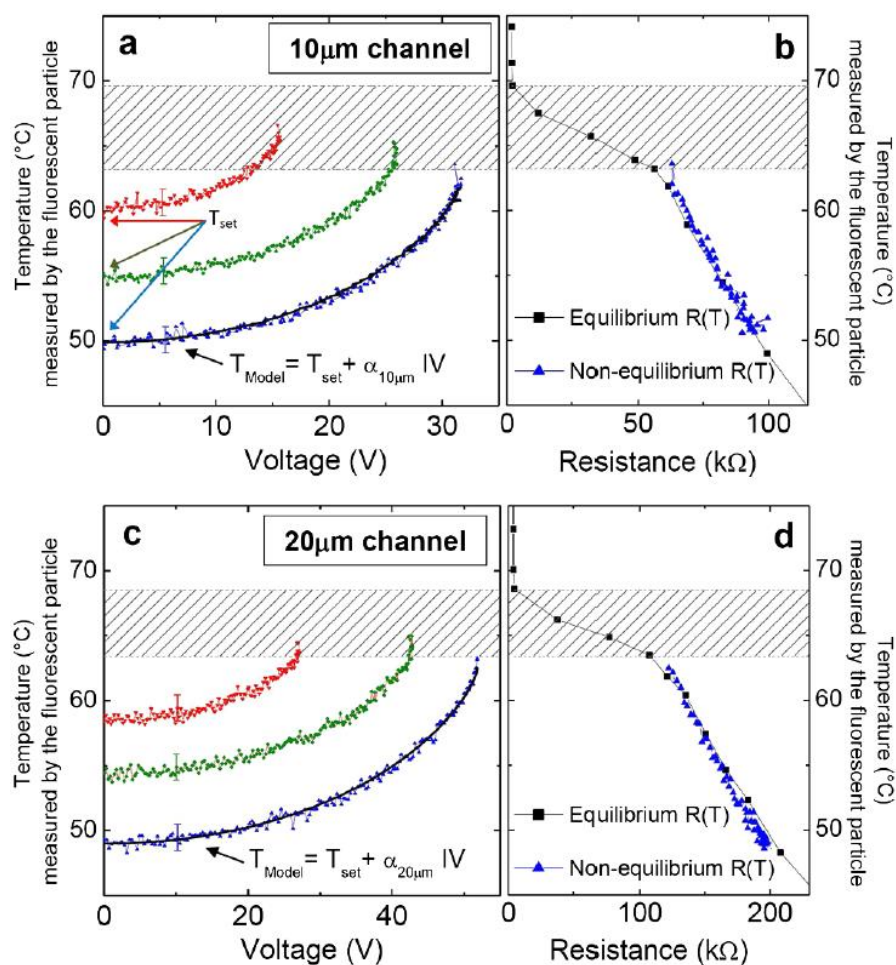 a
10μm channel
b
Temperature (°C)
measured by the fluorescent particle
70
60
50
T_set
T_Model = T_set + α_10μm IV
0
10
20
30
Voltage (V)
Equilibrium R(T)
Non-equilibrium R(T)
0
50
100
Resistance (kΩ)
70
60
50
Temperature (°C)
measured by the fluorescent particle
c
20μm channel
d
Temperature (°C)
measured by the fluorescent particle
70
60
50
T_Model = T_set + α_20μm IV
0
20
40
Voltage (V)
Equilibrium R(T)
Non-equilibrium R(T)
0
100
200
Resistance (kΩ)
70
60
50
Temperature (°C)
measured by the fluorescent particle